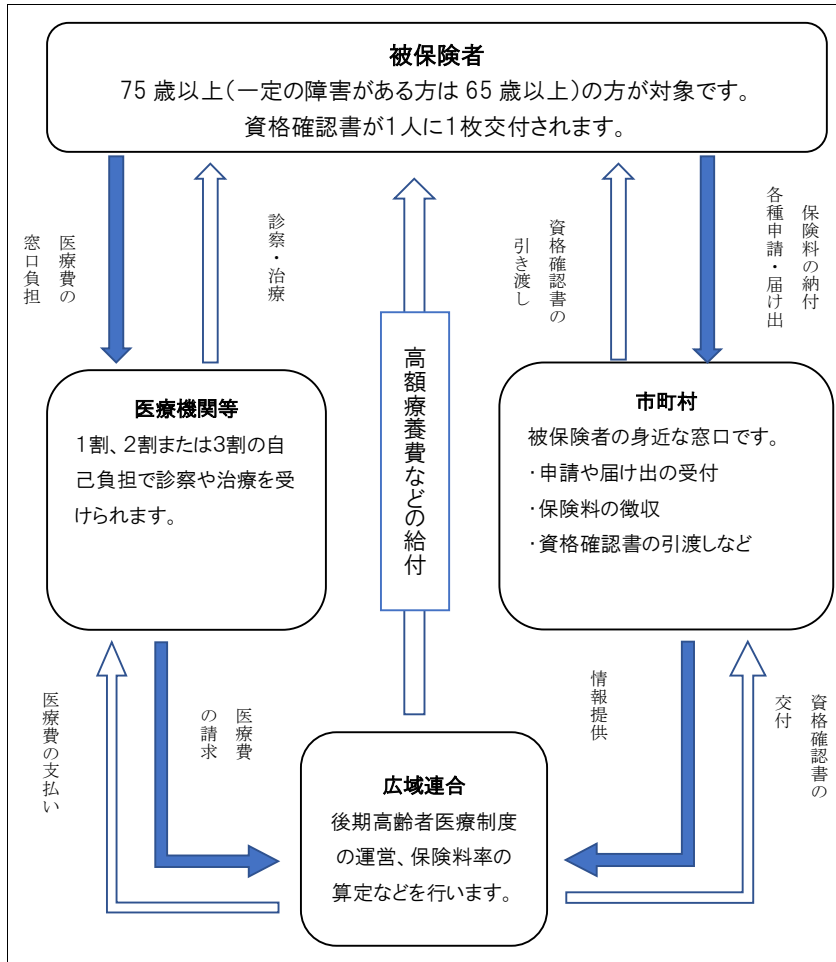 被保険者
75 歳以上（一定の障害がある方は 65 歳以上）の方が対象です。
資格確認書が１人に１枚交付されます。
医療費の
窓口負担
診察・治療
資格確認書の
引き渡し
保険料の納付
各種申請・届け出
高額療養費などの給付
医療機関等
１割、２割または３割の自
己負担で診察や治療を受
けられます。
市町村
被保険者の身近な窓口です。
・申請や届け出の受付
・保険料の徴収
・資格確認書の引渡しなど
医療費の支払い
医療費
の請求
情報提供
資格確認書の
交付
広域連合
後期高齢者医療制度
の運営、保険料率の
算定などを行います。